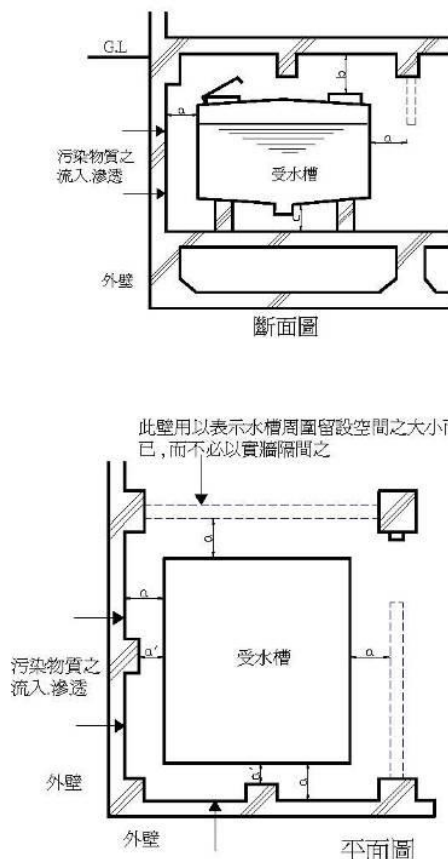 G.L
b
a
a
污染物質之
流入.滲透
受水槽
c
外壁
斷面圖
此壁用以表示水槽周圍留設空間之大小而
已，而不必以實牆隔間之
a
a
a'
受水槽
a
污染物質之
流入.滲透
a'
a
外壁
外壁
平面圖